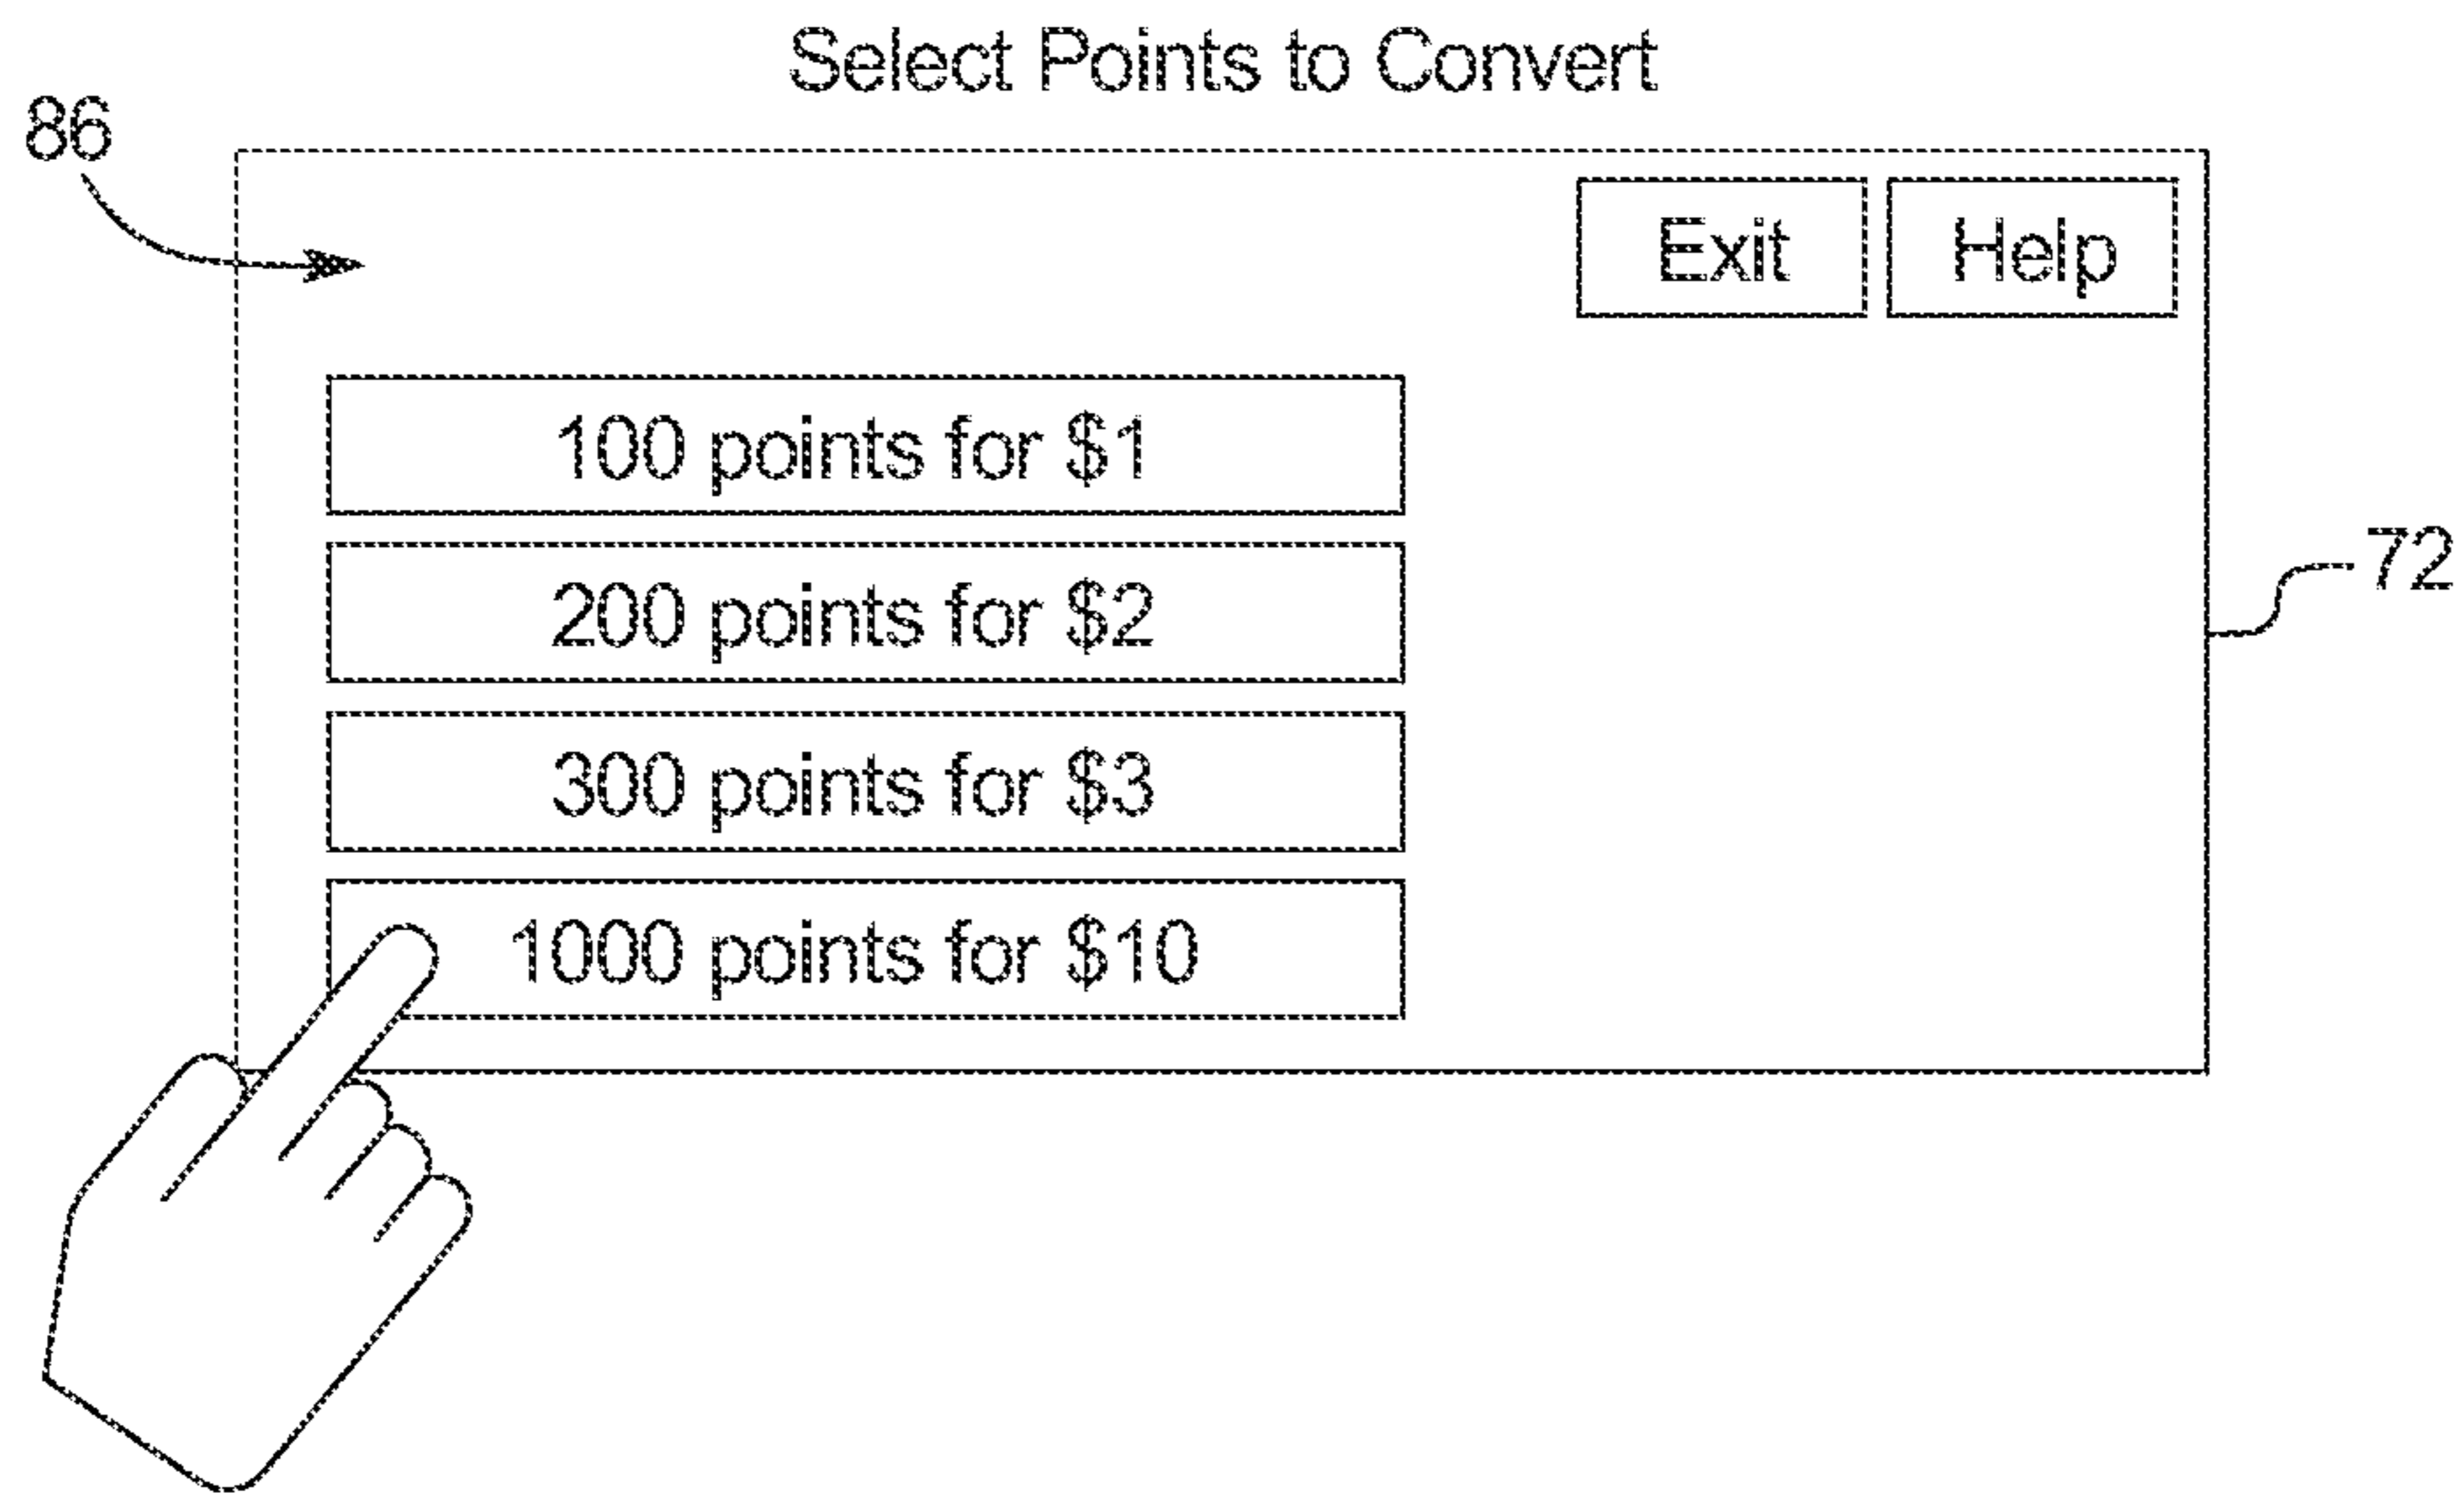 Select Points to Convert
86
Exit
Help
100 points for $1
200 points for $2
72
300 points for $3
1000 points for $10